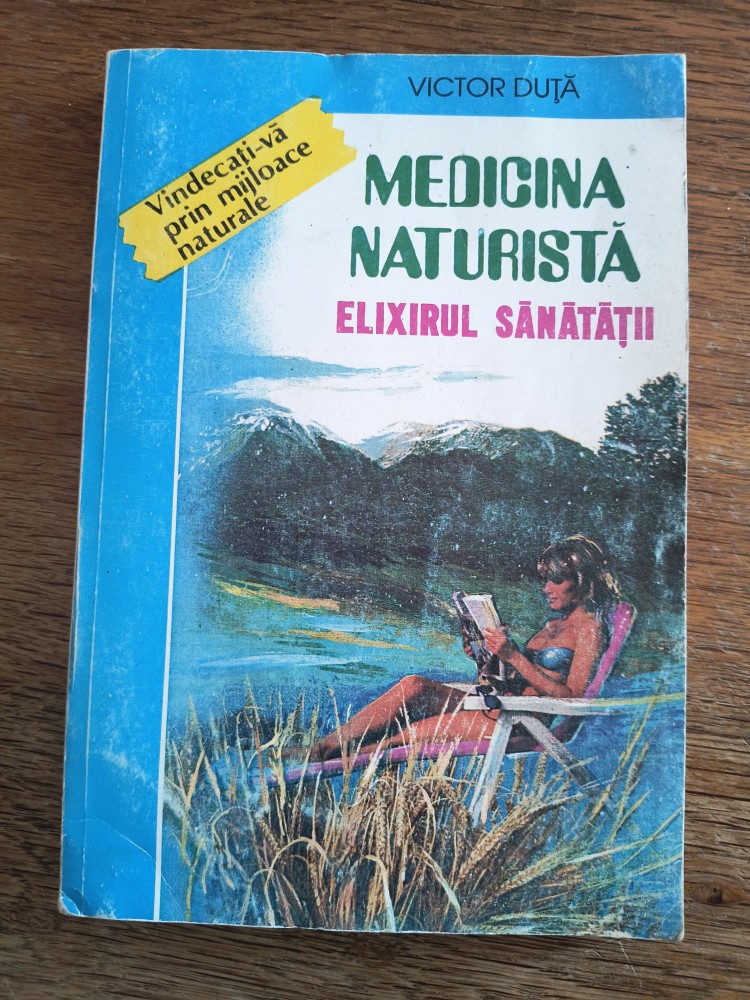 VICTOR DUȚĂ
Vindecați-vă
prin mijloace
naturale
MEDICINA
NATURISTĂ
ELIXIRUL SĂNĂTĂȚII